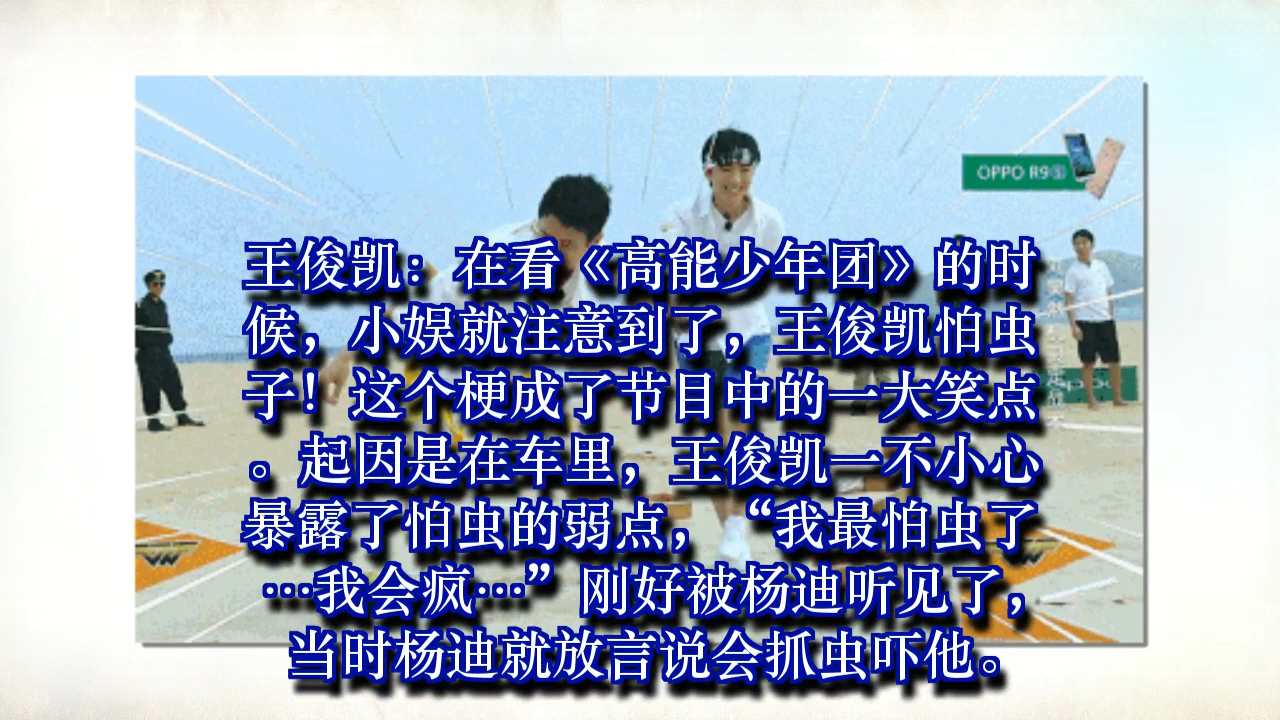 OPPO R9s
王俊凯：在看《高能少年团》的时
候，小娱就注意到了，王俊凯怕虫
子！这个梗成了节目中的一大笑点
。起因是在车里，王俊凯一不小心
暴露了怕虫的弱点，“我最怕虫了
…我会疯…”刚好被杨迪听见了，
当时杨迪就放言说会抓虫吓他。
oppo